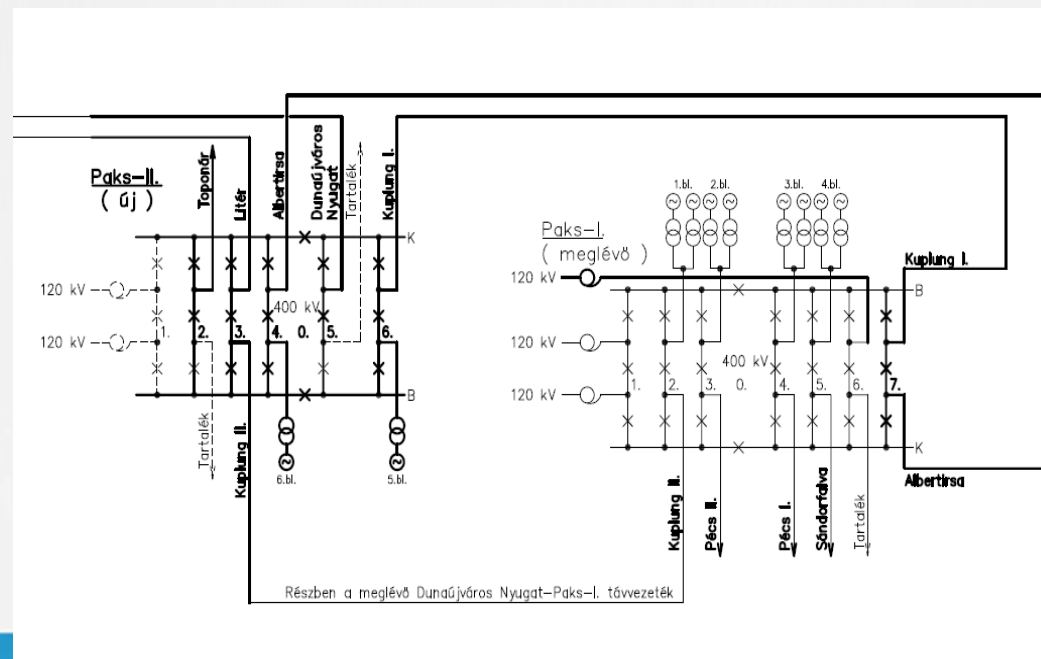 Paks-II.
( új )
Toponár
Litér
Albertirsa
Dunaújváros
Nyugat
Tartalék
Kuplung I.
K
120 kV
120 kV
400 kV
1.
2.
3.
4.
0.
5.
6.
B
Tartalék
Kuplung II.
6.bl.
5.bl.
Paks-I.
( meglévő )
1.bl.
2.bl.
3.bl.
4.bl.
Kuplung I.
120 kV
B
120 kV
400 kV
120 kV
1.
2.
3.
0.
4.
5.
6.
7.
K
Albertirsa
Kuplung II.
Pécs II.
Pécs I.
Sándorfalva
Tartalék
Részben a meglévő Dunaújváros Nyugat-Paks-I. távvezeték